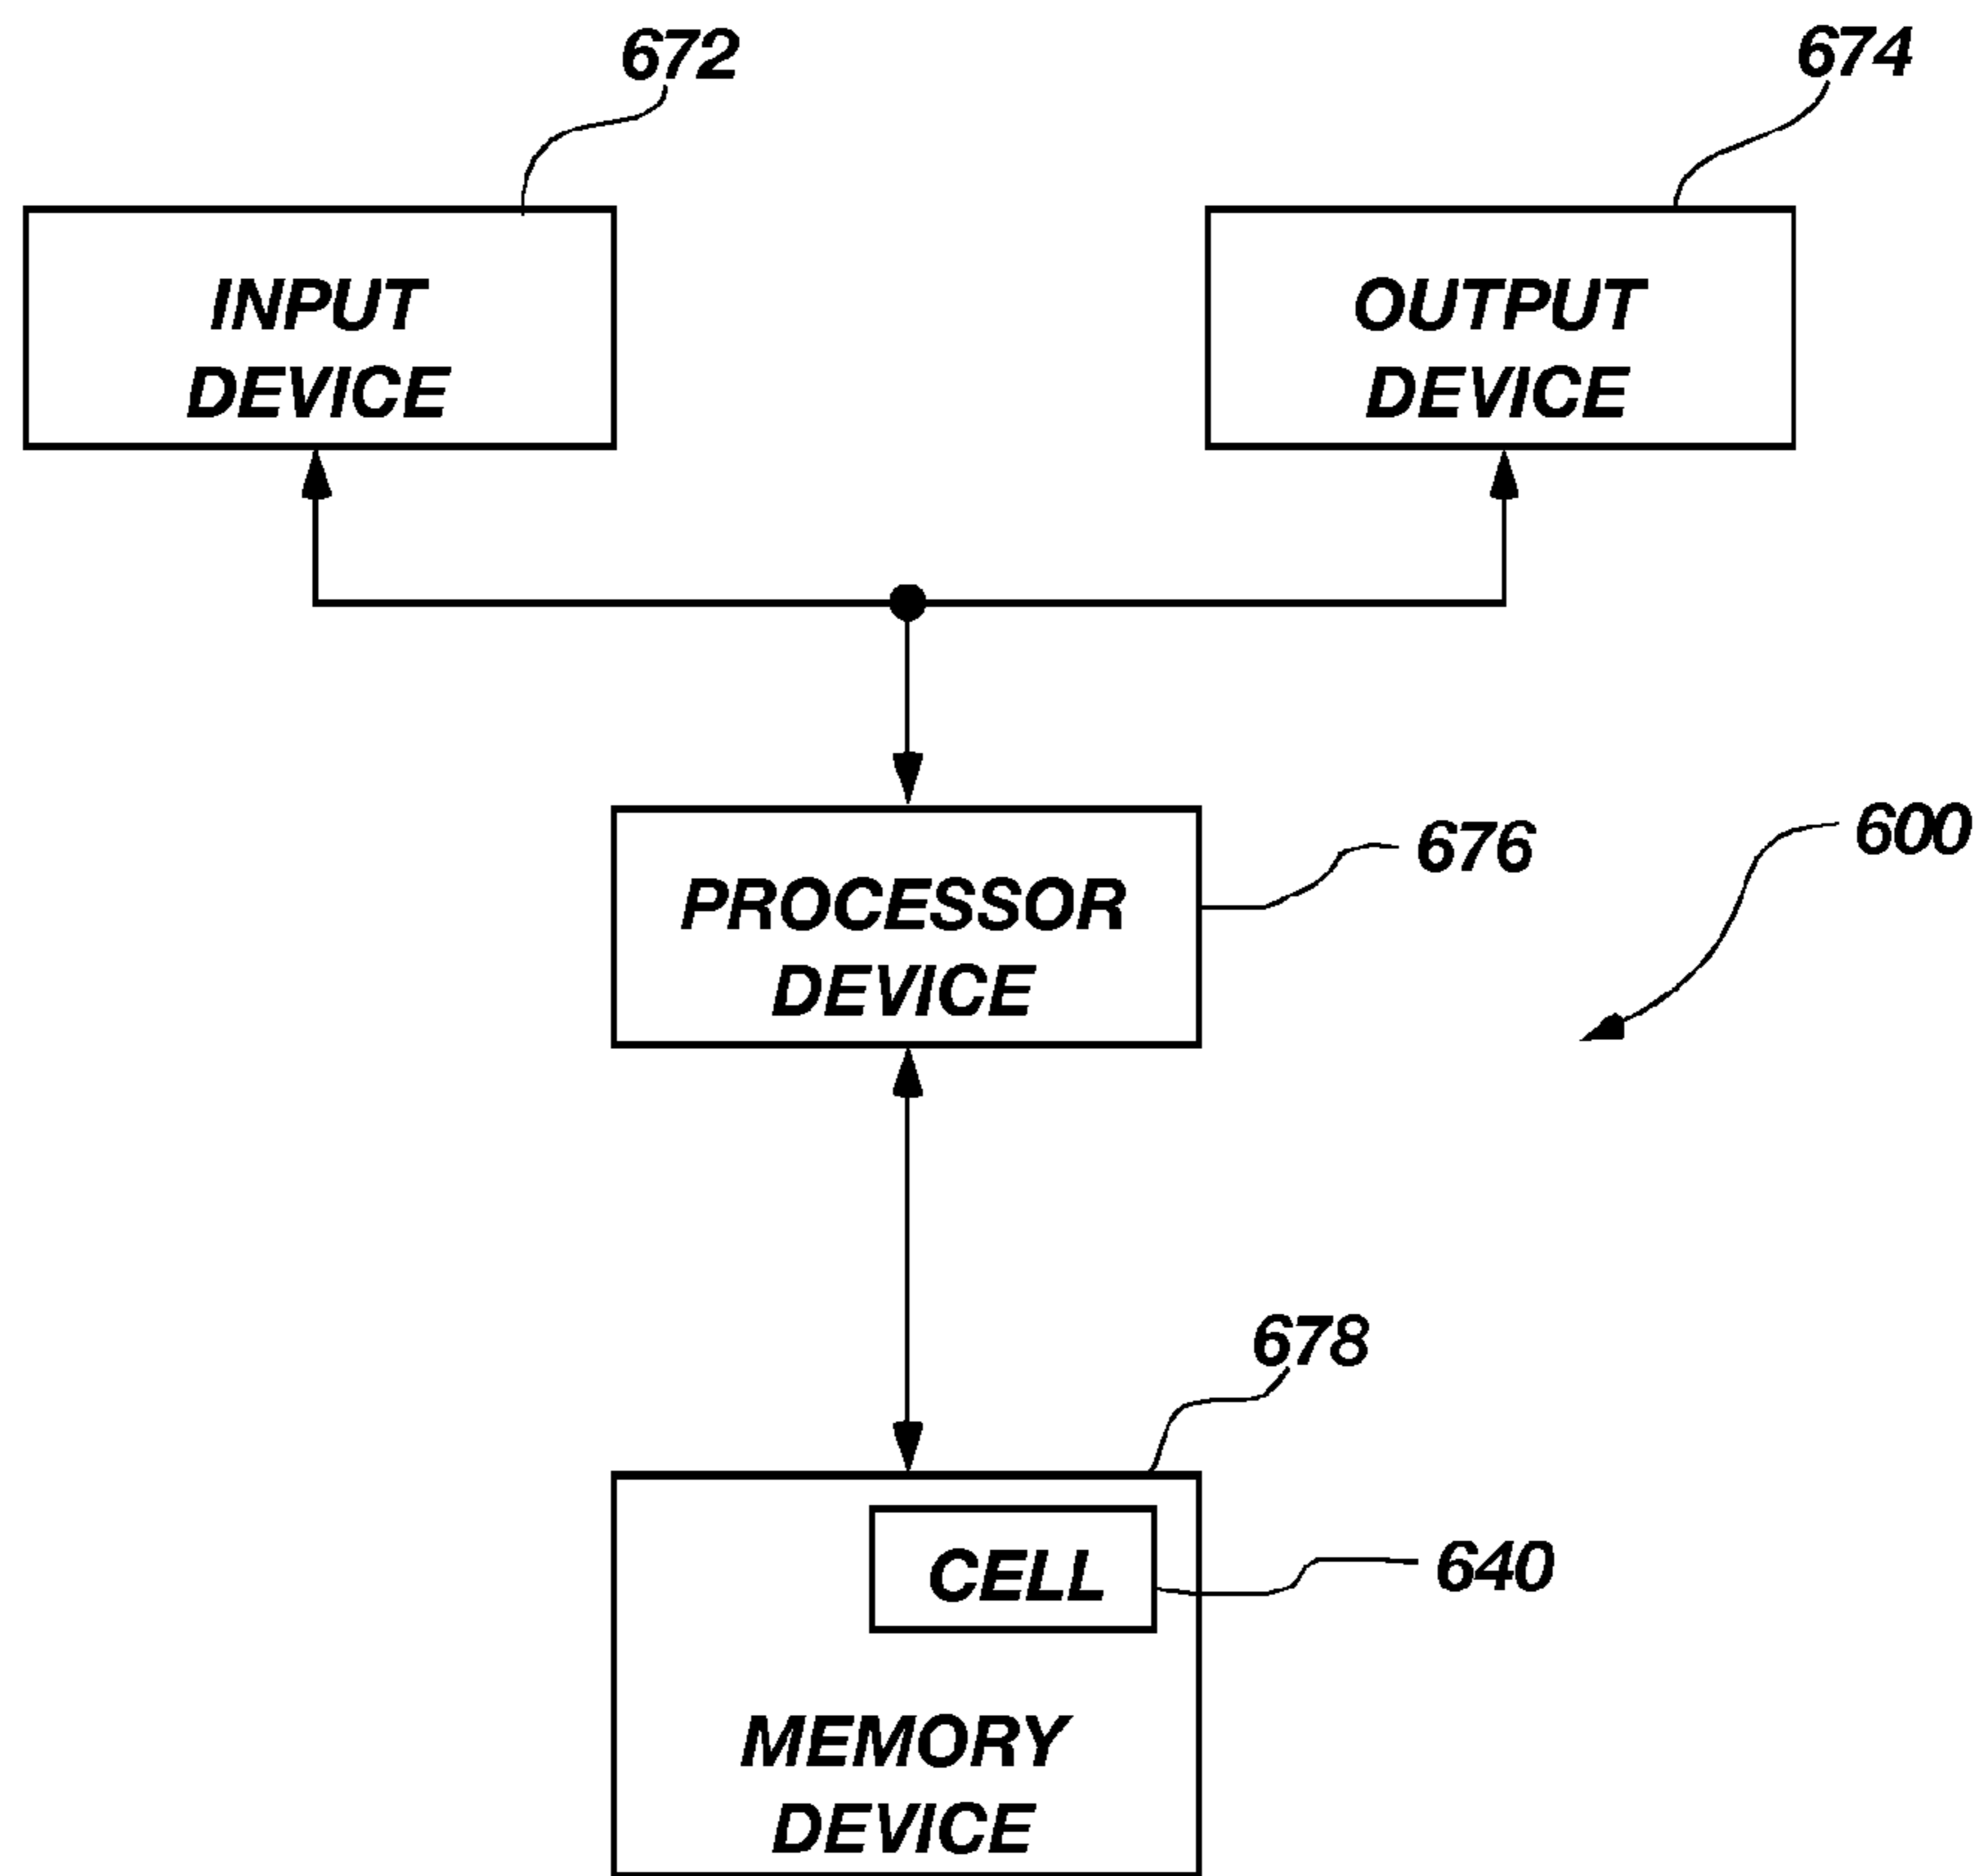 672
674
INPUT
DEVICE
OUTPUT
DEVICE
PROCESSOR
DEVICE
676
600
678
CELL
640
MEMORY
DEVICE